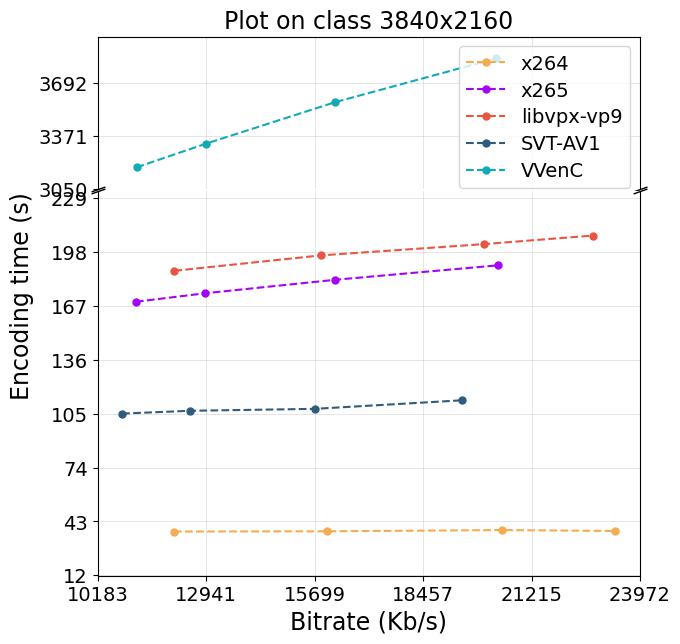 Plot on class 3840x2160
x264
x265
libvpx-vp9
SVT-AV1
VVenC
3692
3371
3050
229
198
167
136
105
74
43
12
Encoding time (s)
10183 12941 15699 18457 21215 23972
Bitrate (Kb/s)